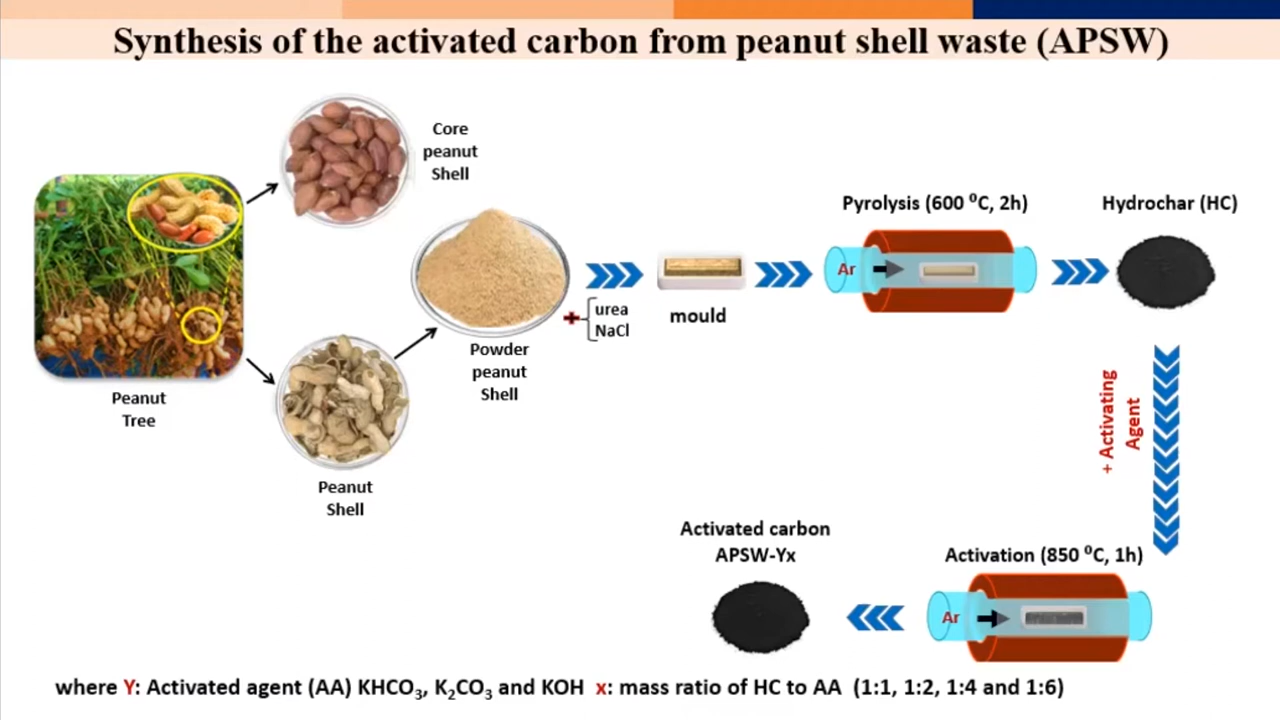 Synthesis of the activated carbon from peanut shell waste (APSW)
Core
peanut
Shell
Peanut
Tree
Peanut
Shell
Powder
peanut
Shell
+
urea
NaCl
mould
Pyrolysis (600 ⁰C, 2h)
Ar
Hydrochar (HC)
+ Activating
Agent
Activation (850 ⁰C, 1h)
Ar
Activated carbon
APSW-Yx
where Y: Activated agent (AA) KHCO₃, K₂CO₃ and KOH x: mass ratio of HC to AA (1:1, 1:2, 1:4 and 1:6)